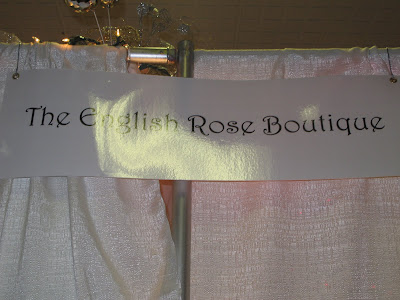 The English Rose Boutique